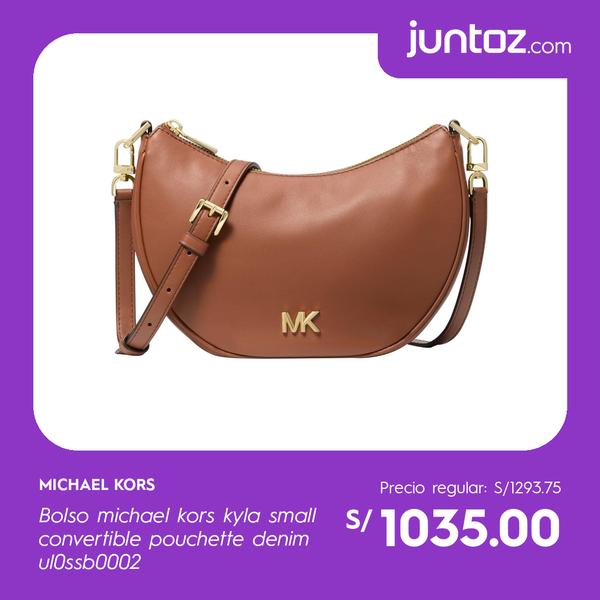 juntoz.com
MK
MICHAEL KORS
Bolso michael kors kyla small
convertible pouchette denim
ul0ssb0002
Precio regular: S/1293.75
S/ 1035.00